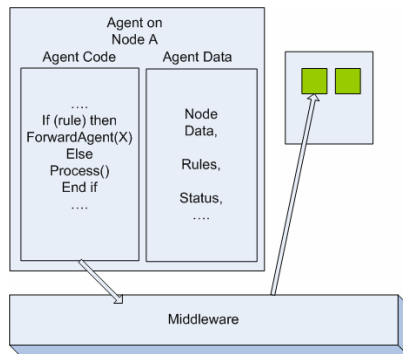 Agent on
Node A
Agent Code
Agent Data
....
If (rule) then
ForwardAgent(X)
Else
Process()
End if
....
Node
Data,
Rules,
Status,
....
Middleware